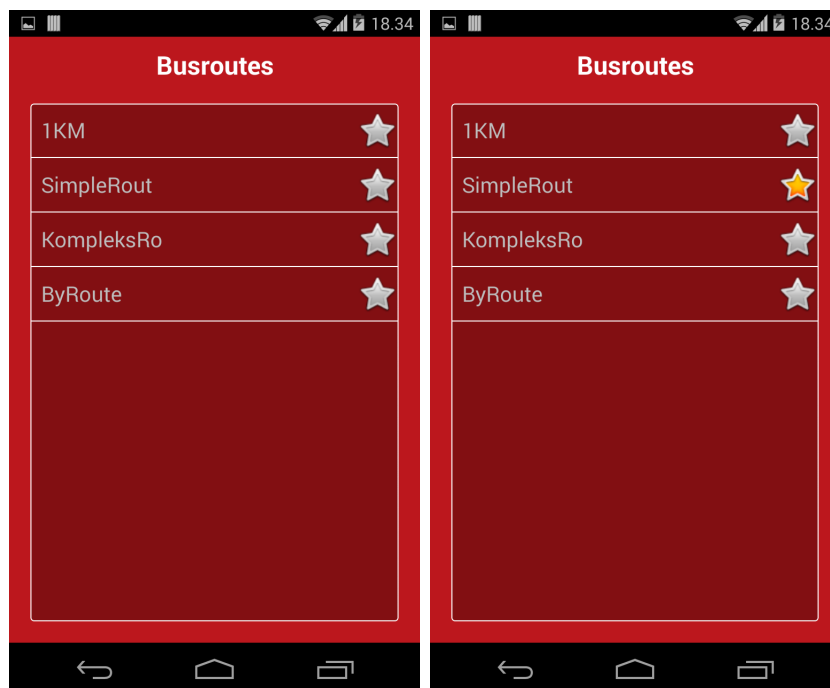 18.34
Busroutes
1KM
SimpleRout
KompleksRo
ByRoute
18.34
Busroutes
1KM
SimpleRout
KompleksRo
ByRoute